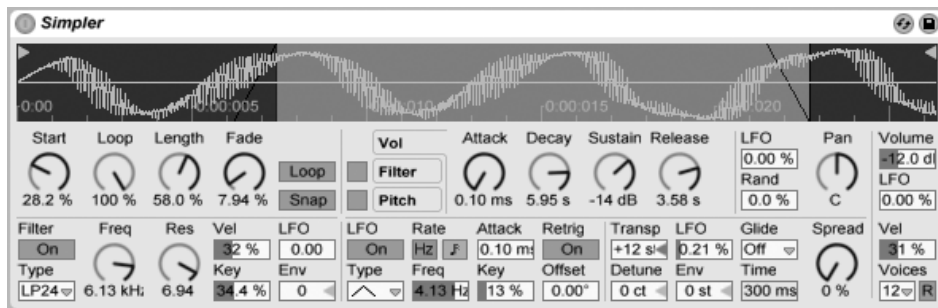 Simpler
0:00 0:00:005 0:00:010 0:00:015 0:00:020
Start Loop Length Fade Vol Attack Decay Sustain Release LFO Pan Volume
0.00 % -12.0 dB
Loop Filter Rand LFO
28.2 % 100 % 58.0 % 7.94 % Snap Pitch 0.10 ms 5.95 s -14 dB 3.58 s 0.0 % C 0.00 %
Filter Freq Res Vel LFO LFO Rate Attack Retrig Transp LFO Glide Spread Vel
On 32 % 0.00 On Hz 0.10 ms On +12 st 0.21 % Off 31 %
Type Key Env Type Freq Key Offset Detune Env Time Voices
LP24 6.13 kHz 6.94 34.4 % 0 4.13 Hz 13 % 0.00° 0 ct 0 st 300 ms 0 % 12 R